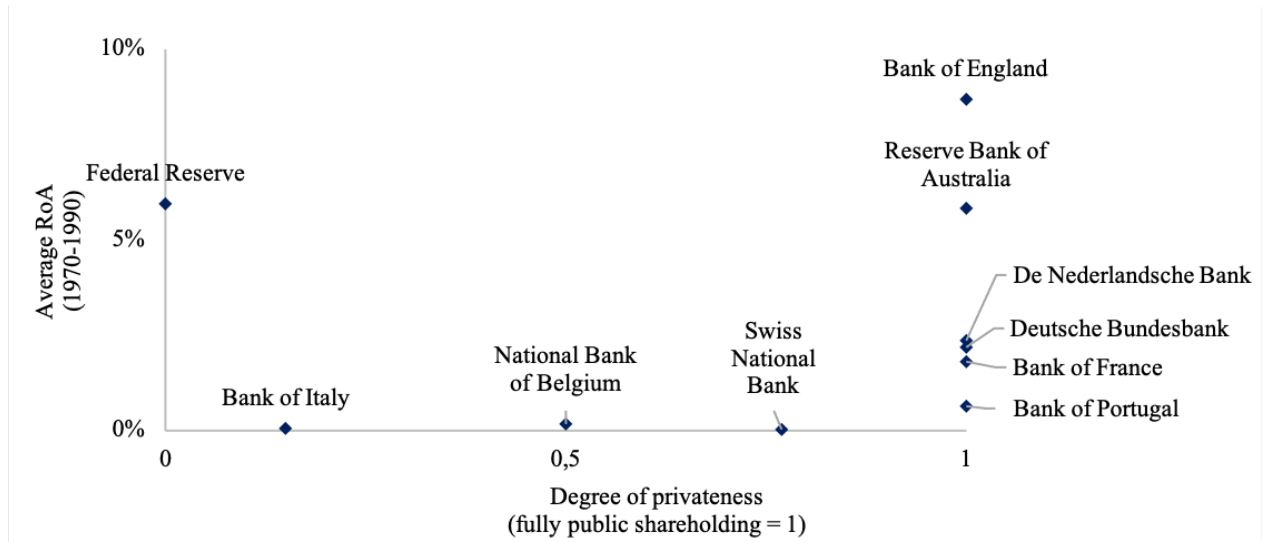 10%
Bank of England
Reserve Bank of
Australia
Federal Reserve
Average RoA
(1970-1990)
5%
De Nederlandsche Bank
Deutsche Bundesbank
Swiss
National
Bank
National Bank
of Belgium
Bank of France
Bank of Italy
Bank of Portugal
0%
0
0,5
1
Degree of privateness
(fully public shareholding = 1)